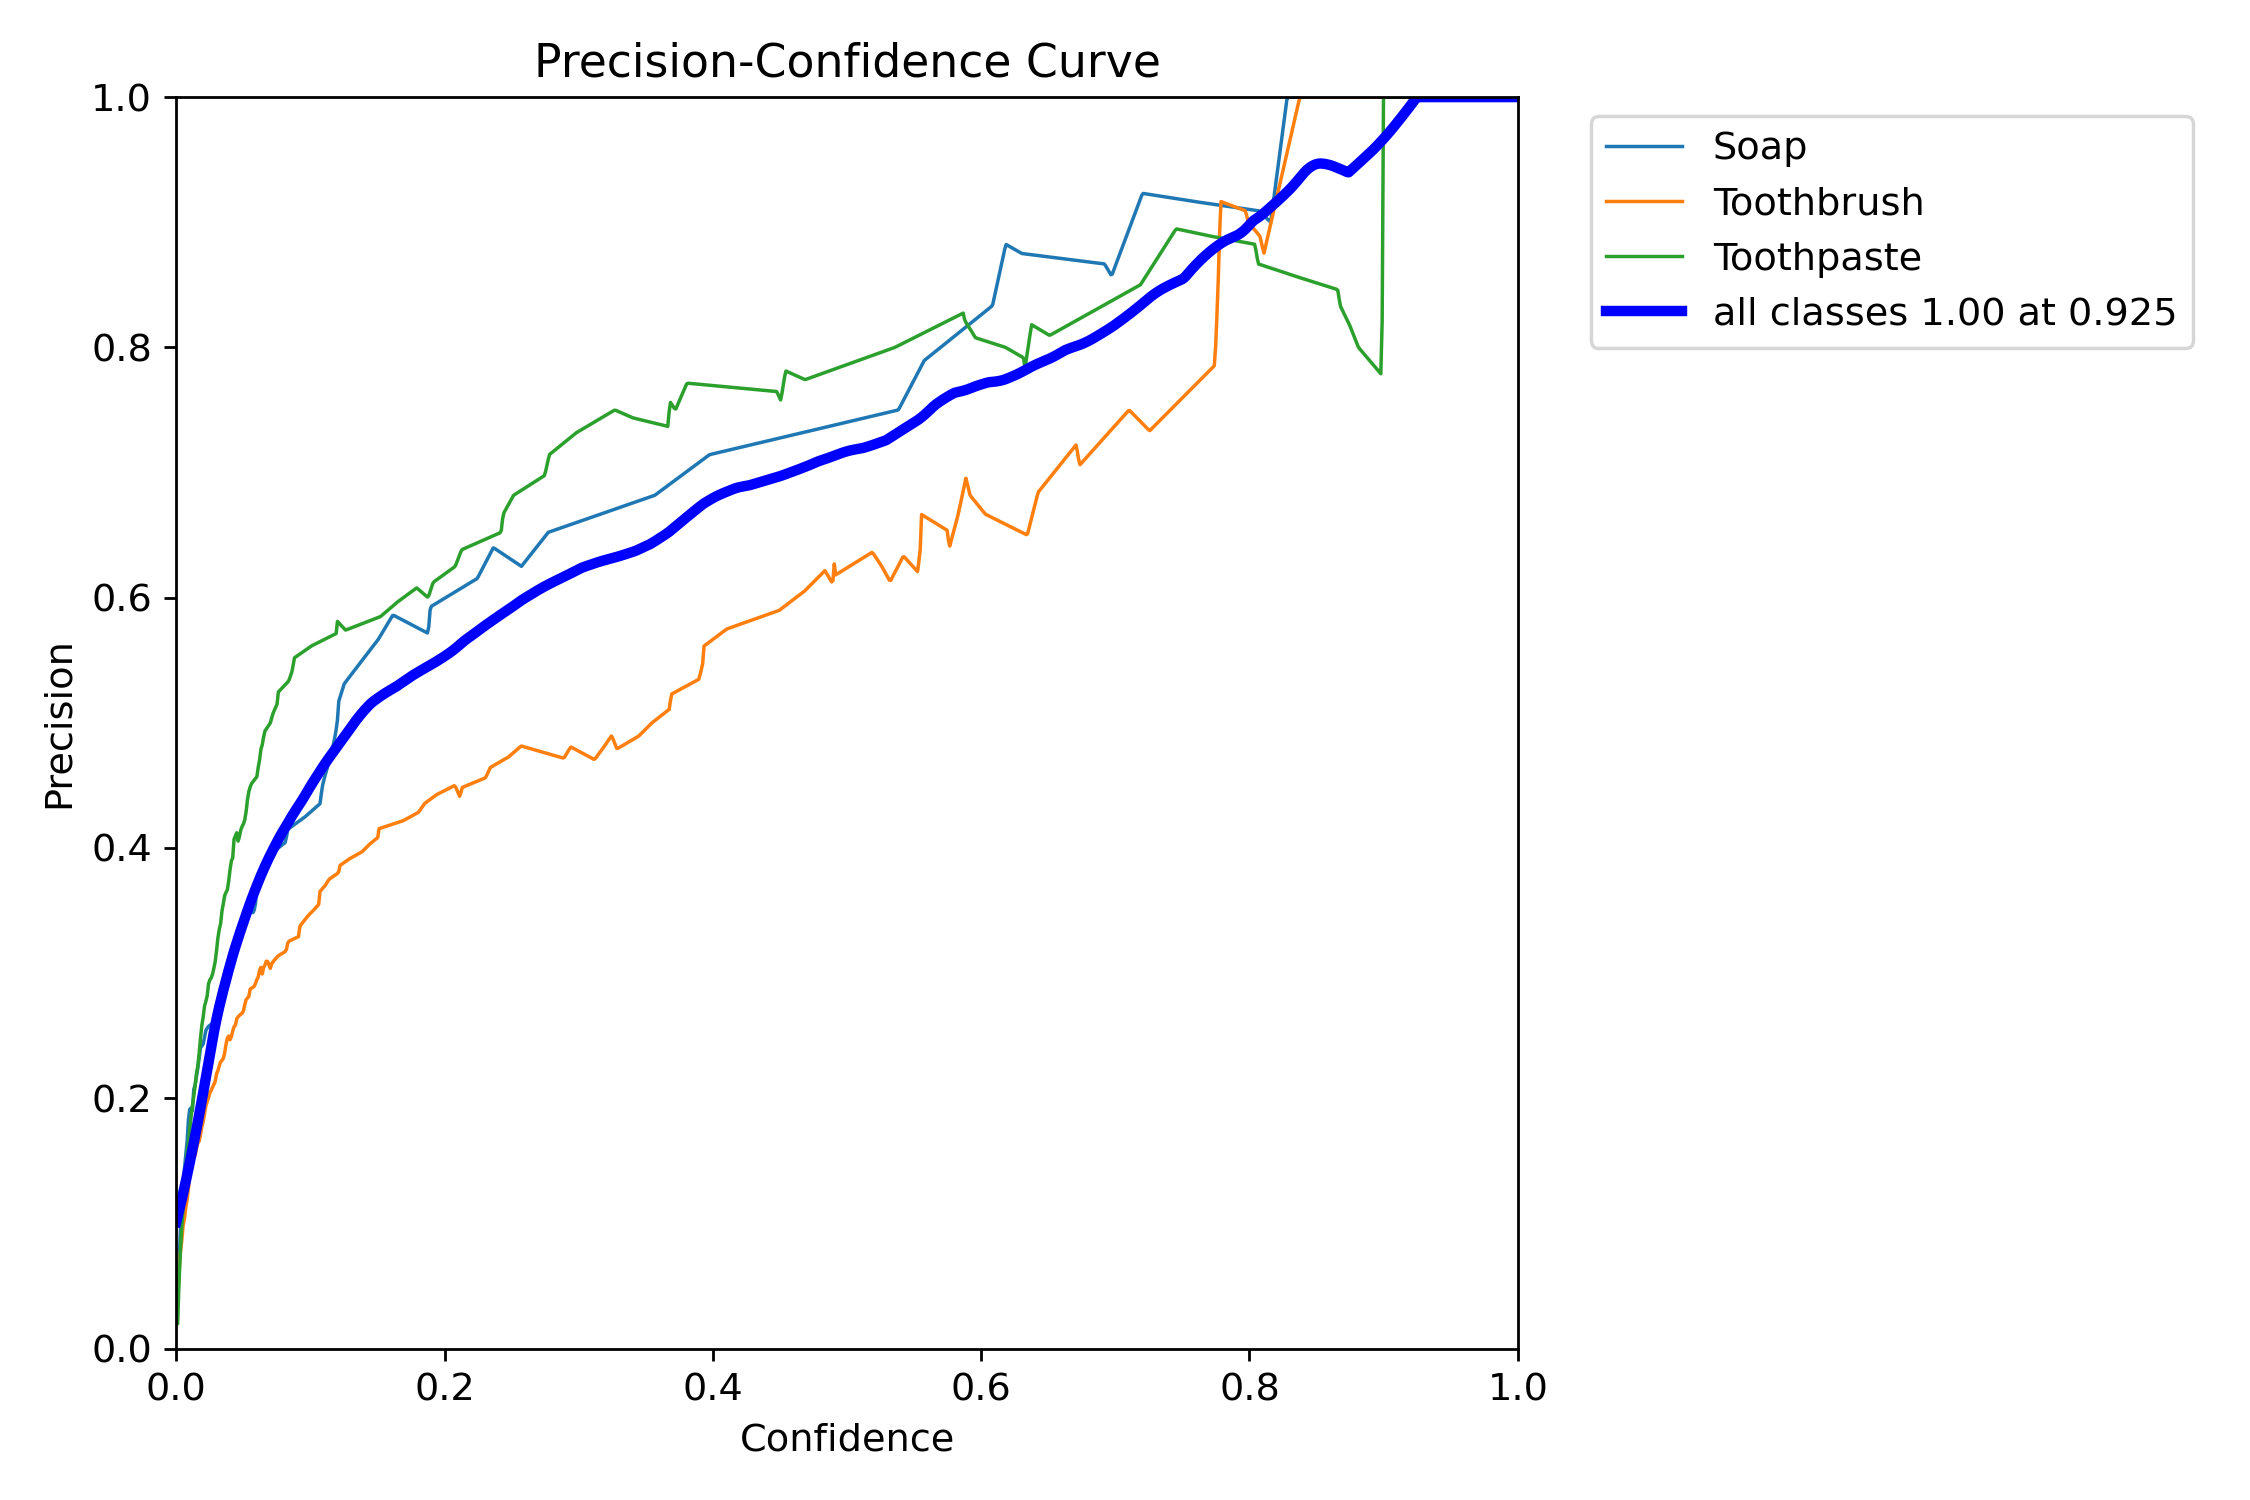 Precision-Confidence Curve
1.0
0.8
0.6
0.4
0.2
0.0
Precision
0.0 0.2 0.4 0.6 0.8 1.0
Confidence
Soap
Toothbrush
Toothpaste
all classes 1.00 at 0.925